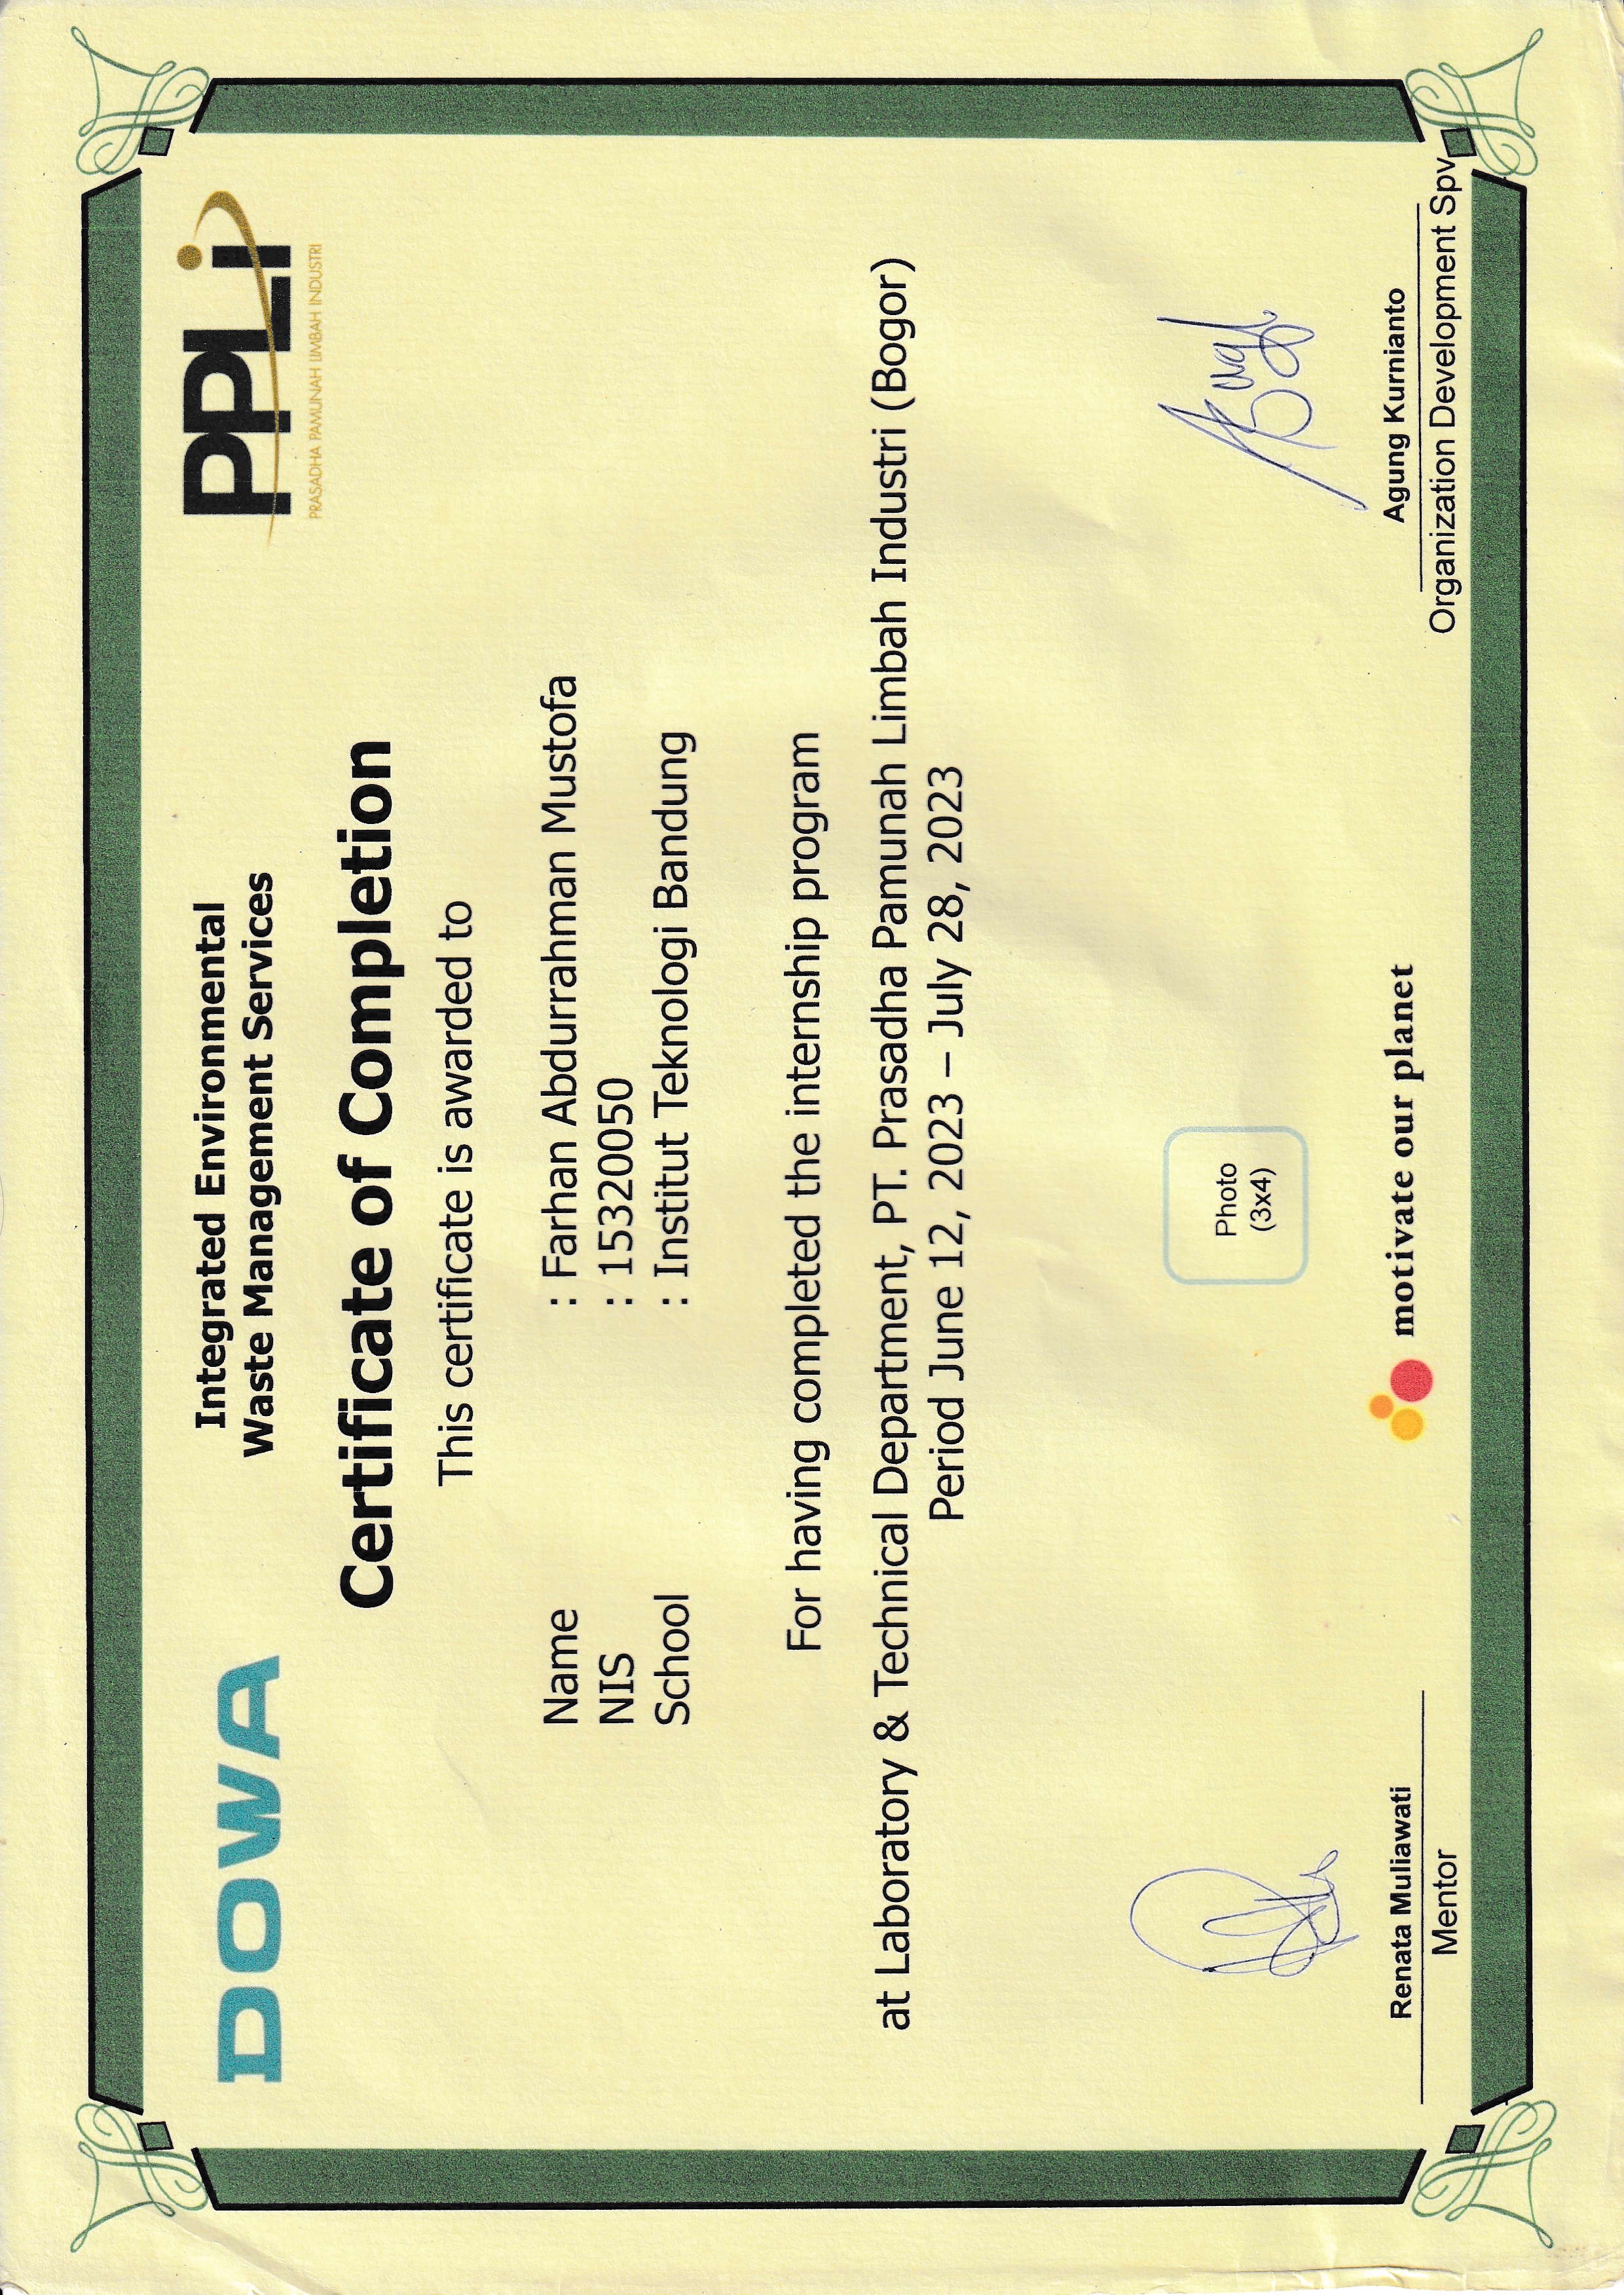 DOWA
Integrated Environmental
Waste Management Services
PPLi
PRASADHA PAMUNAH LIMBAH INDUSTRI
Certificate of Completion
This certificate is awarded to
Name : Farhan Abdurrahman Mustofa
NIS : 15320050
School : Institut Teknologi Bandung
For having completed the internship program
at Laboratory & Technical Department, PT. Prasadha Pamunah Limbah Industri (Bogor)
Period June 12, 2023 – July 28, 2023
Photo
(3x4)
Renata Muliawati
Mentor
motivate our planet
Agung Kurnianto
Organization Development Spv